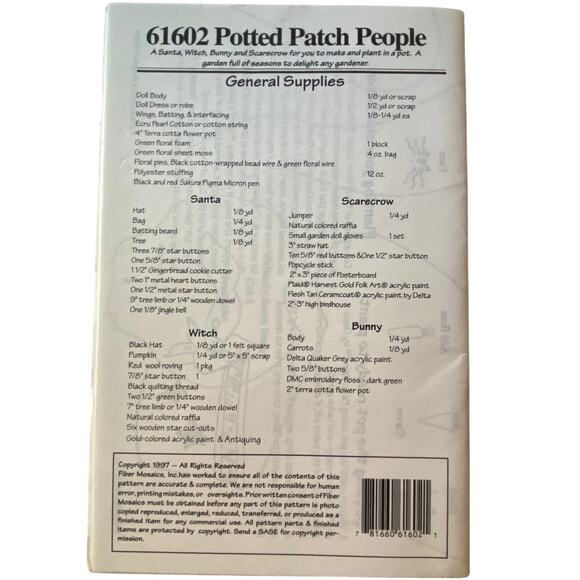 61602 Potted Patch People
A Santa, Witch, Bunny and Scarecrow for you to make and plant in a pot. A
garden full of seasons to delight any gardener.
General Supplies
Doll Body 1/8 yd or scrap
Doll Dress or robe 1/2 yd or scrap
Wings, Batting, & interfacing 1/8-1/4 yd ea
Ecru Pearl Cotton or cotton string
4" Terra cotta flower pot
Green floral foam 1 block
Green floral sheet moss 4 oz. bag
Floral pins, Black cotton-wrapped bead wire & green floral wire
Polyester stuffing 12 oz.
Black and red Sakura Pigma Micron pen
Santa
Hat 1/8 yd
Bag 1/4 yd
Batting beard 1/8 yd
Tree 1/8 yd
Three 7/8" star buttons
One 5/8" star button
1 1/2" Gingerbread cookie cutter
Two 1" metal heart buttons
One 1/2" metal star button
9" tree limb or 1/4" wooden dowel
One 1/8" jingle bell
Scarecrow
Jumper 1/4 yd
Natural colored raffia
Small garden doll gloves 1 set
3" straw hat
Ten 5/8" red buttons &One 1/2" star button
Popcycle stick
2" x 3" piece of Posterboard
Plaid® Harvest Gold Folk Art® acrylic paint
Flesh Tan Ceramcoat® acrylic paint by Delta
2"-3" high birdhouse
Witch
Black Hat 1/8 yd or 1 felt square
Pumpkin 1/4 yd or 5" x 5" scrap
Red wool roving 1 pkg
7/8" star button 1
Black quilting thread
Two 1/2" green buttons
7" tree limb or 1/4" wooden dowel
Natural colored raffia
Six wooden star cut-outs
Gold-colored acrylic paint & Antiquing
Bunny
Body 1/4 yd
Carrots 1/8 yd
Delta Quaker Grey acrylic paint
Two 5/8" buttons
DMC embroidery floss - dark green
2" terra cotta flower pot
Copyright 1997 -- All Rights Reserved
Fiber Mosaics, Inc.has worked to ensure all of the contents of this
pattern are accurate & complete. We are not responsible for human
error, printing mistakes, or oversights. Prior written consent of Fiber
Mosaics must be obtained before any part of this pattern is photo
copied reproduced, enlarged, reduced, transferred, or produced as a
finished item for any commercial use. All pattern parts & finished
items are protected by copyright. Send a SASE for copyright per-
mission.
7 81660 61602 1